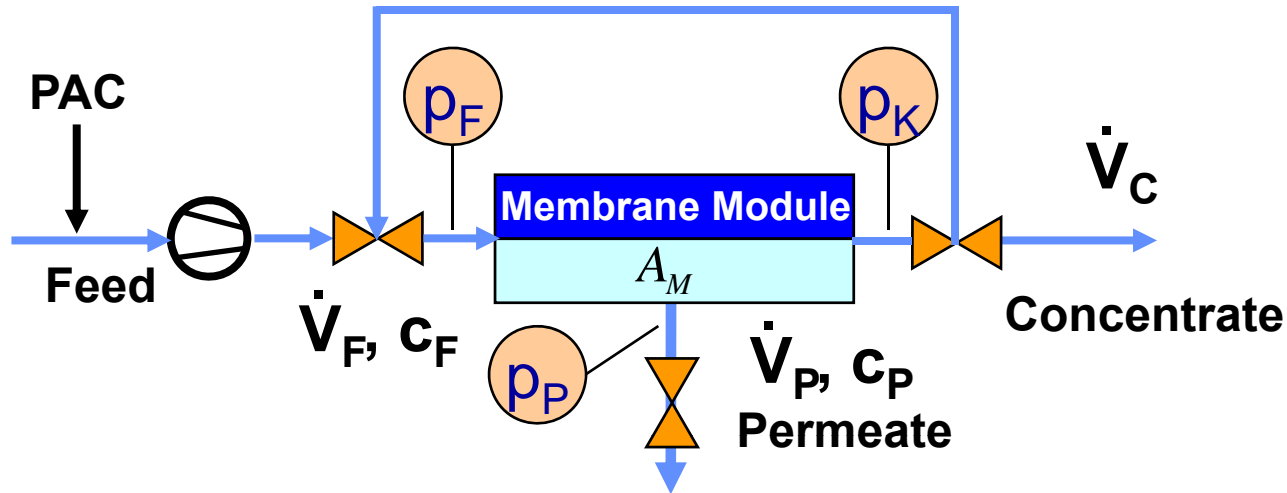 PAC
Feed
p_F
p_K
V̇_C
Membrane Module
A_M
V̇_F, c_F
Concentrate
p_P
V̇_P, c_P
Permeate